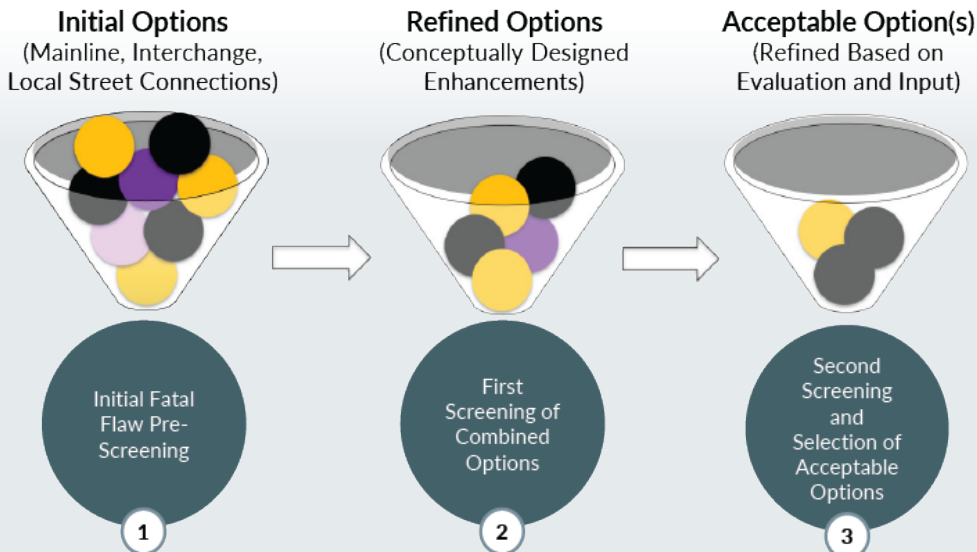 Initial Options
(Mainline, Interchange,
Local Street Connections)
Refined Options
(Conceptually Designed
Enhancements)
Acceptable Option(s)
(Refined Based on
Evaluation and Input)
Initial Fatal
Flaw Pre-
Screening
1
First
Screening of
Combined
Options
2
Second
Screening
and
Selection of
Acceptable
Options
3